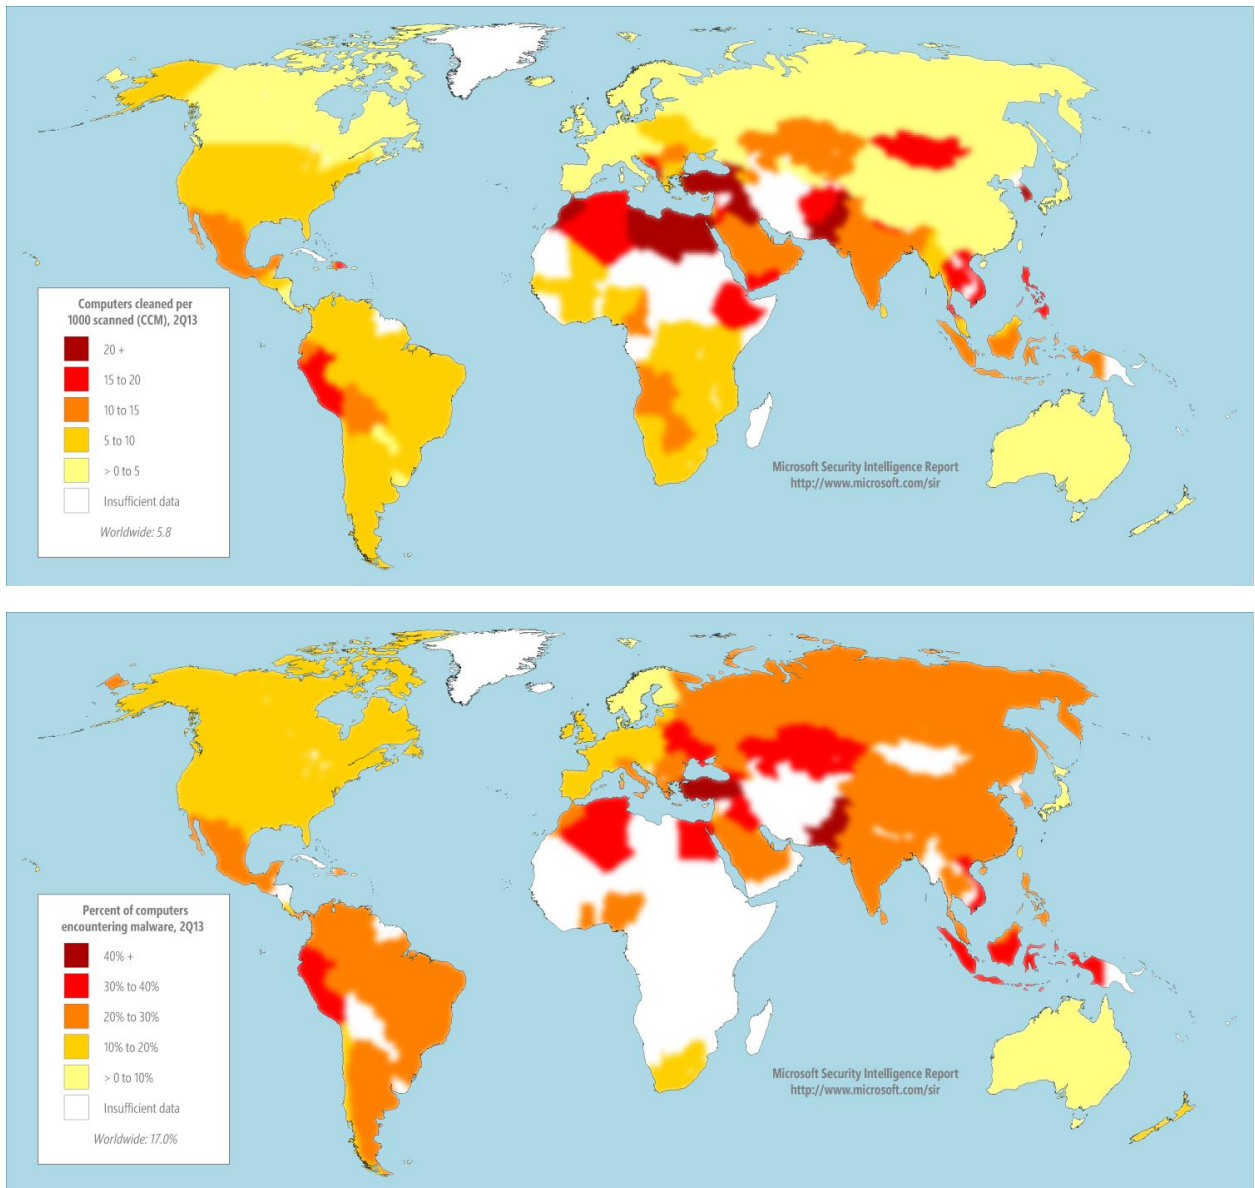 Computers cleaned per
1000 scanned (CCM), 2Q13
20 +
15 to 20
10 to 15
5 to 10
> 0 to 5
Insufficient data
Worldwide: 5.8
Microsoft Security Intelligence Report
http://www.microsoft.com/sir
Percent of computers
encountering malware, 2Q13
40% +
30% to 40%
20% to 30%
10% to 20%
> 0 to 10%
Insufficient data
Worldwide: 17.0%
Microsoft Security Intelligence Report
http://www.microsoft.com/sir